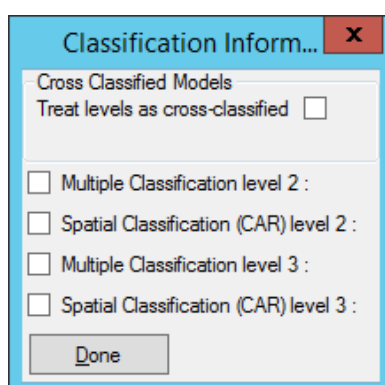 Classification Inform...
x
Cross Classified Models
Treat levels as cross-classified
Multiple Classification level 2 :
Spatial Classification (CAR) level 2 :
Multiple Classification level 3 :
Spatial Classification (CAR) level 3 :
Done